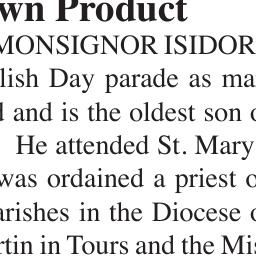 wn Product
MONSIGNOR ISIDOR
lish Day parade as ma
d and is the oldest son o
He attended St. Mary
was ordained a priest o
arishes in the Diocese o
rtin in Tours and the Mis